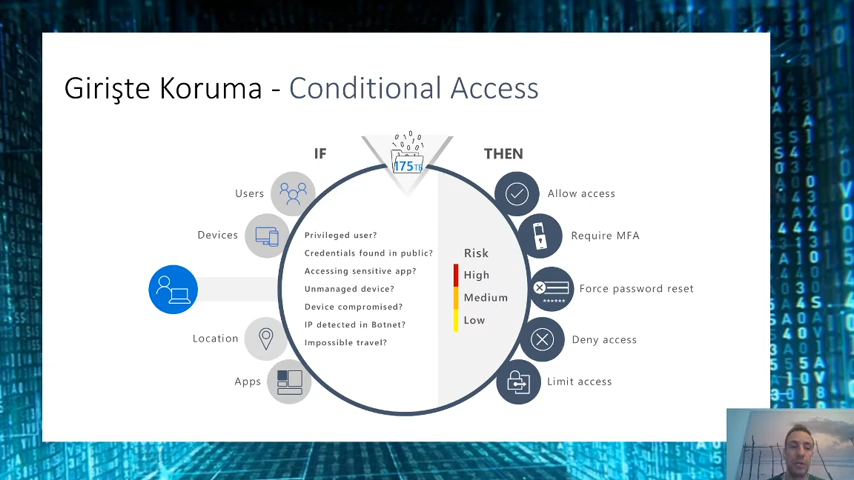 Girişte Koruma - Conditional Access
IF
THEN
175TB
Users
Devices
Location
Apps
Privileged user?
Credentials found in public?
Accessing sensitive app?
Unmanaged device?
Device compromised?
IP detected in Botnet?
Impossible travel?
Risk
High
Medium
Low
Allow access
Require MFA
Force password reset
Deny access
Limit access